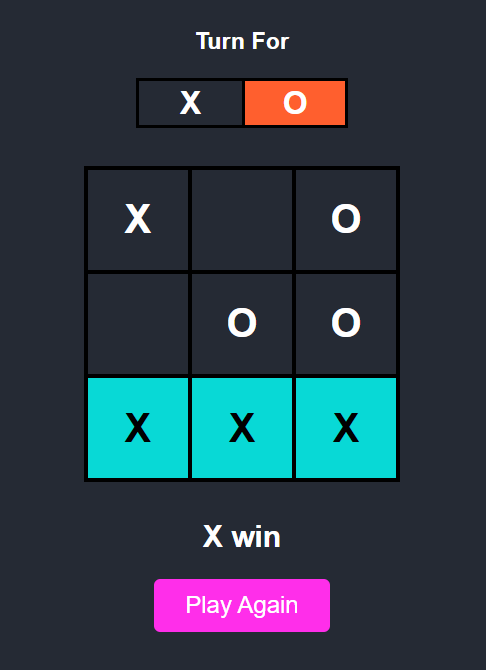 Turn For
X O
X O
O O
X X X
X win
Play Again